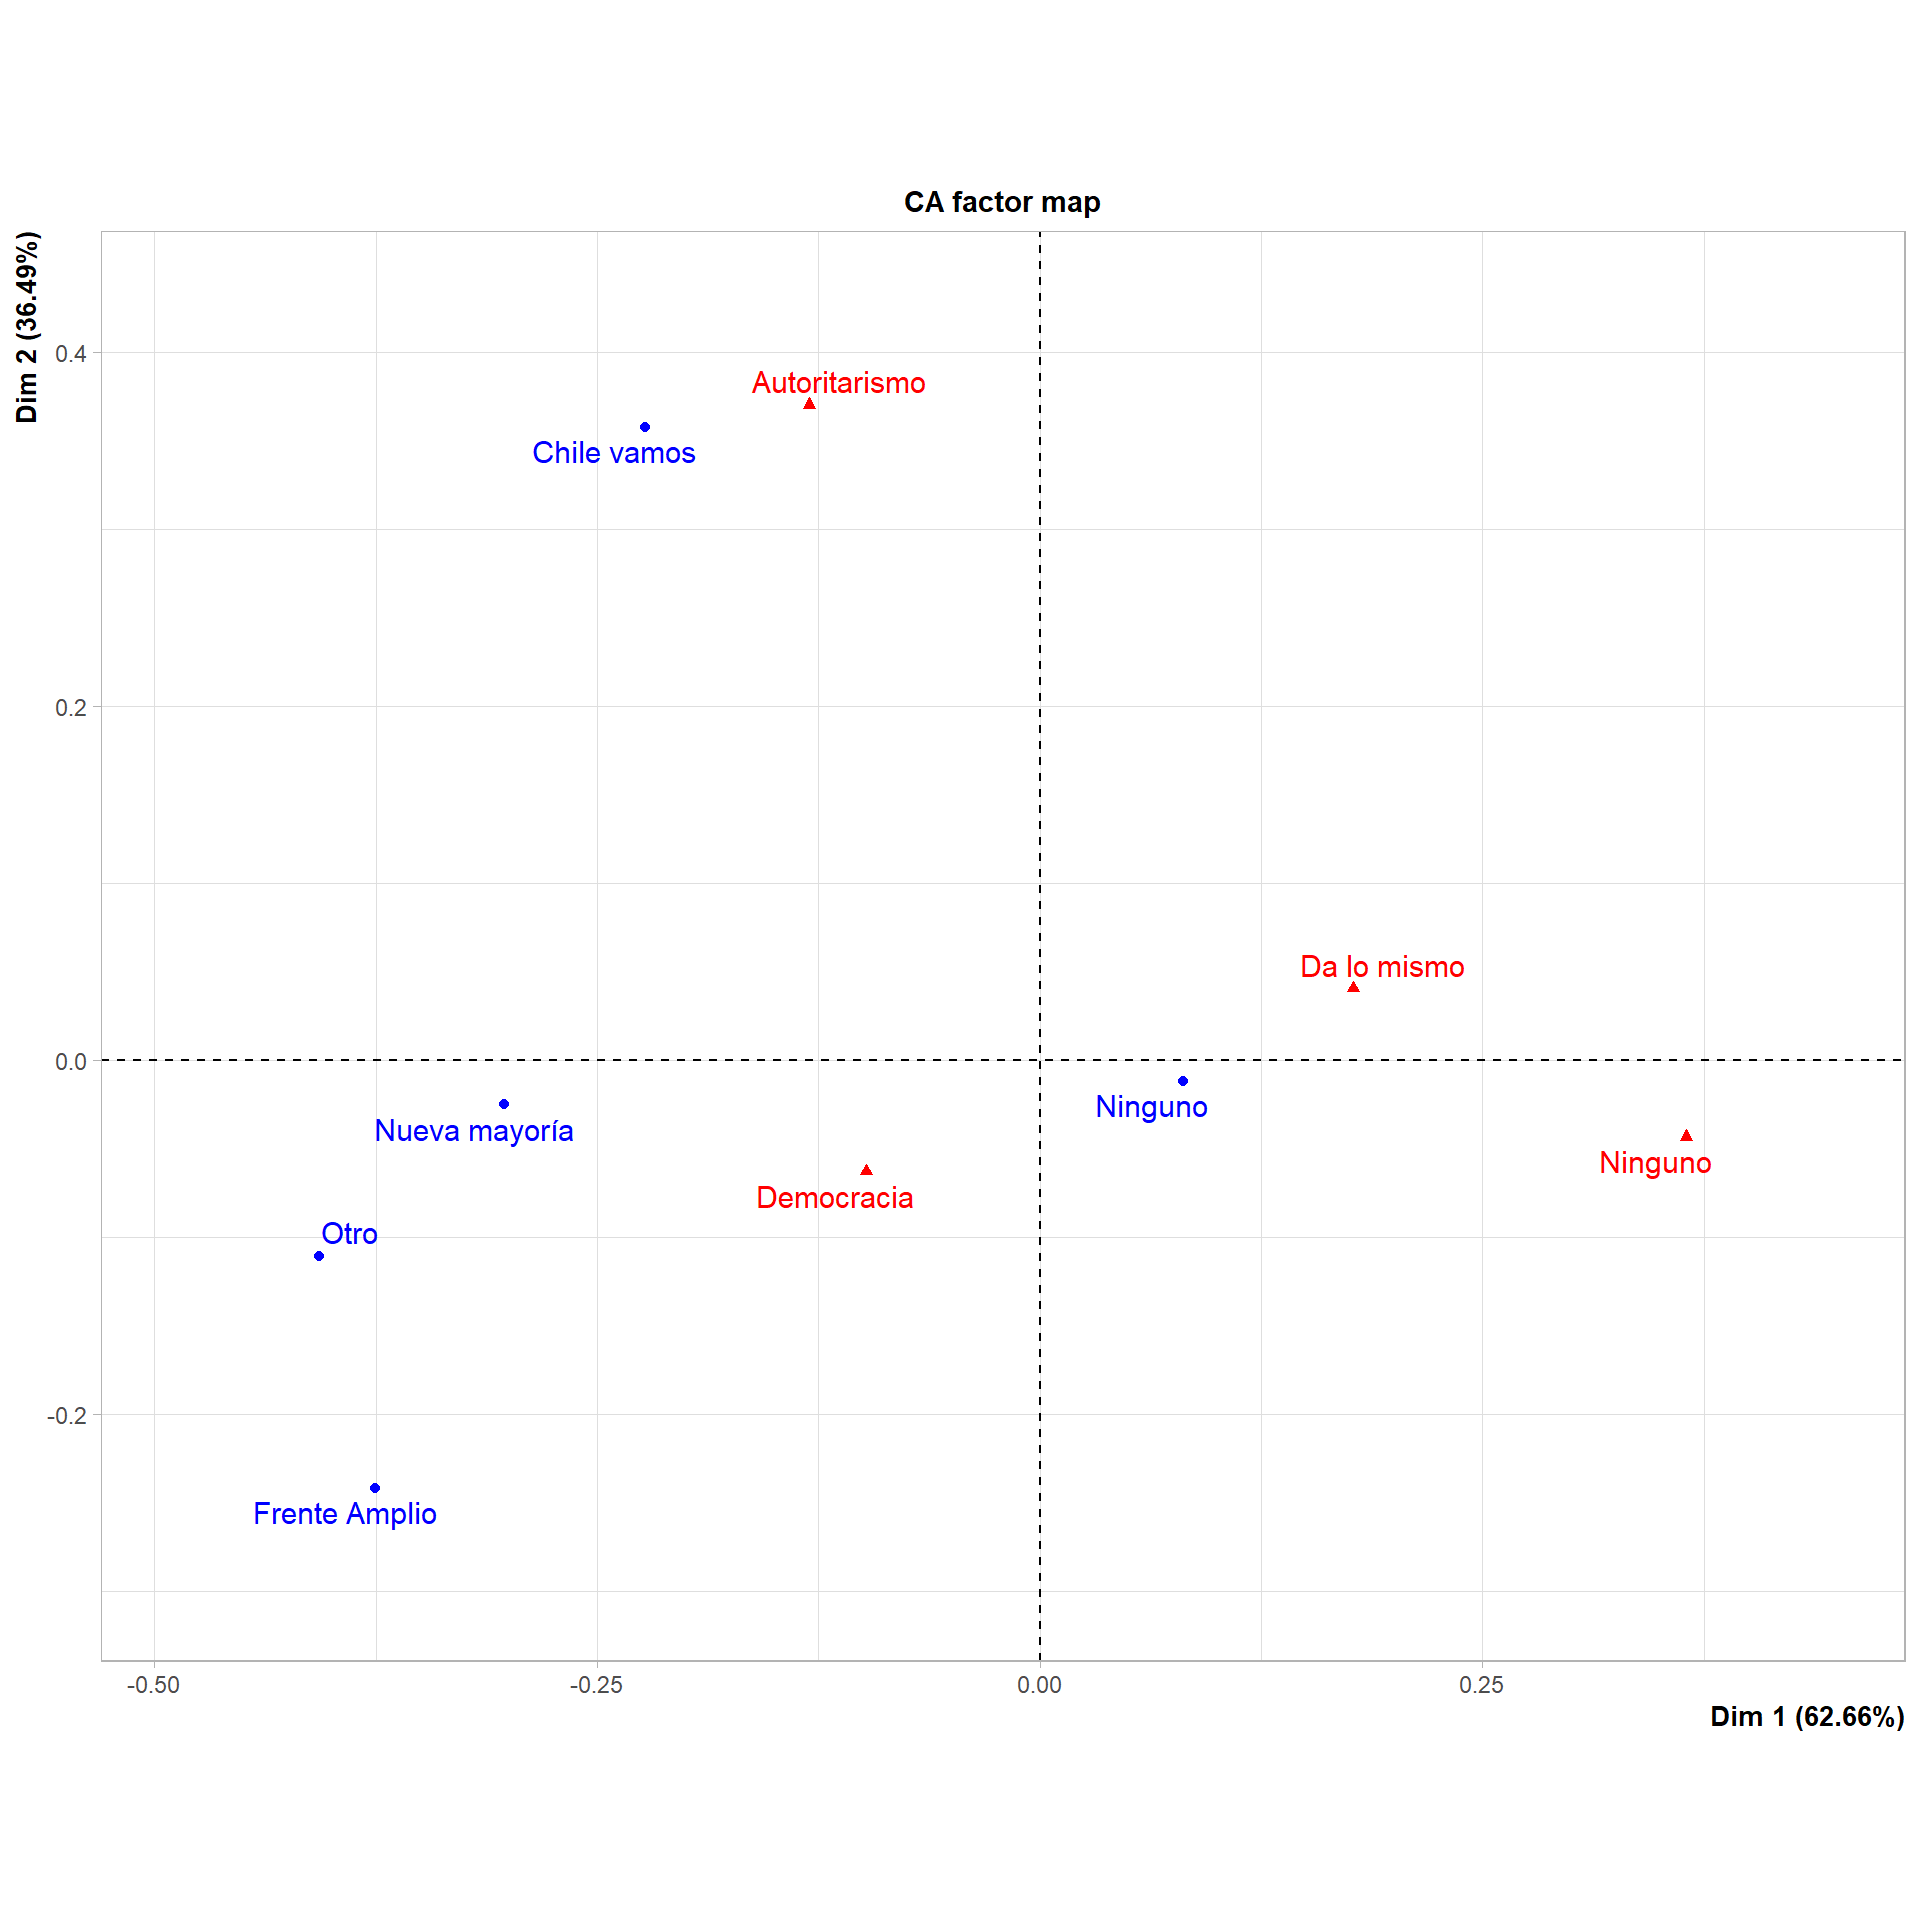 CA factor map
Dim 2 (36.49%)
0.4
Autoritarismo
Chile vamos
0.2
Da lo mismo
0.0
Ninguno
Nueva mayoría
Ninguno
Democracia
Otro
-0.2
Frente Amplio
-0.50
-0.25
0.00
0.25
Dim 1 (62.66%)